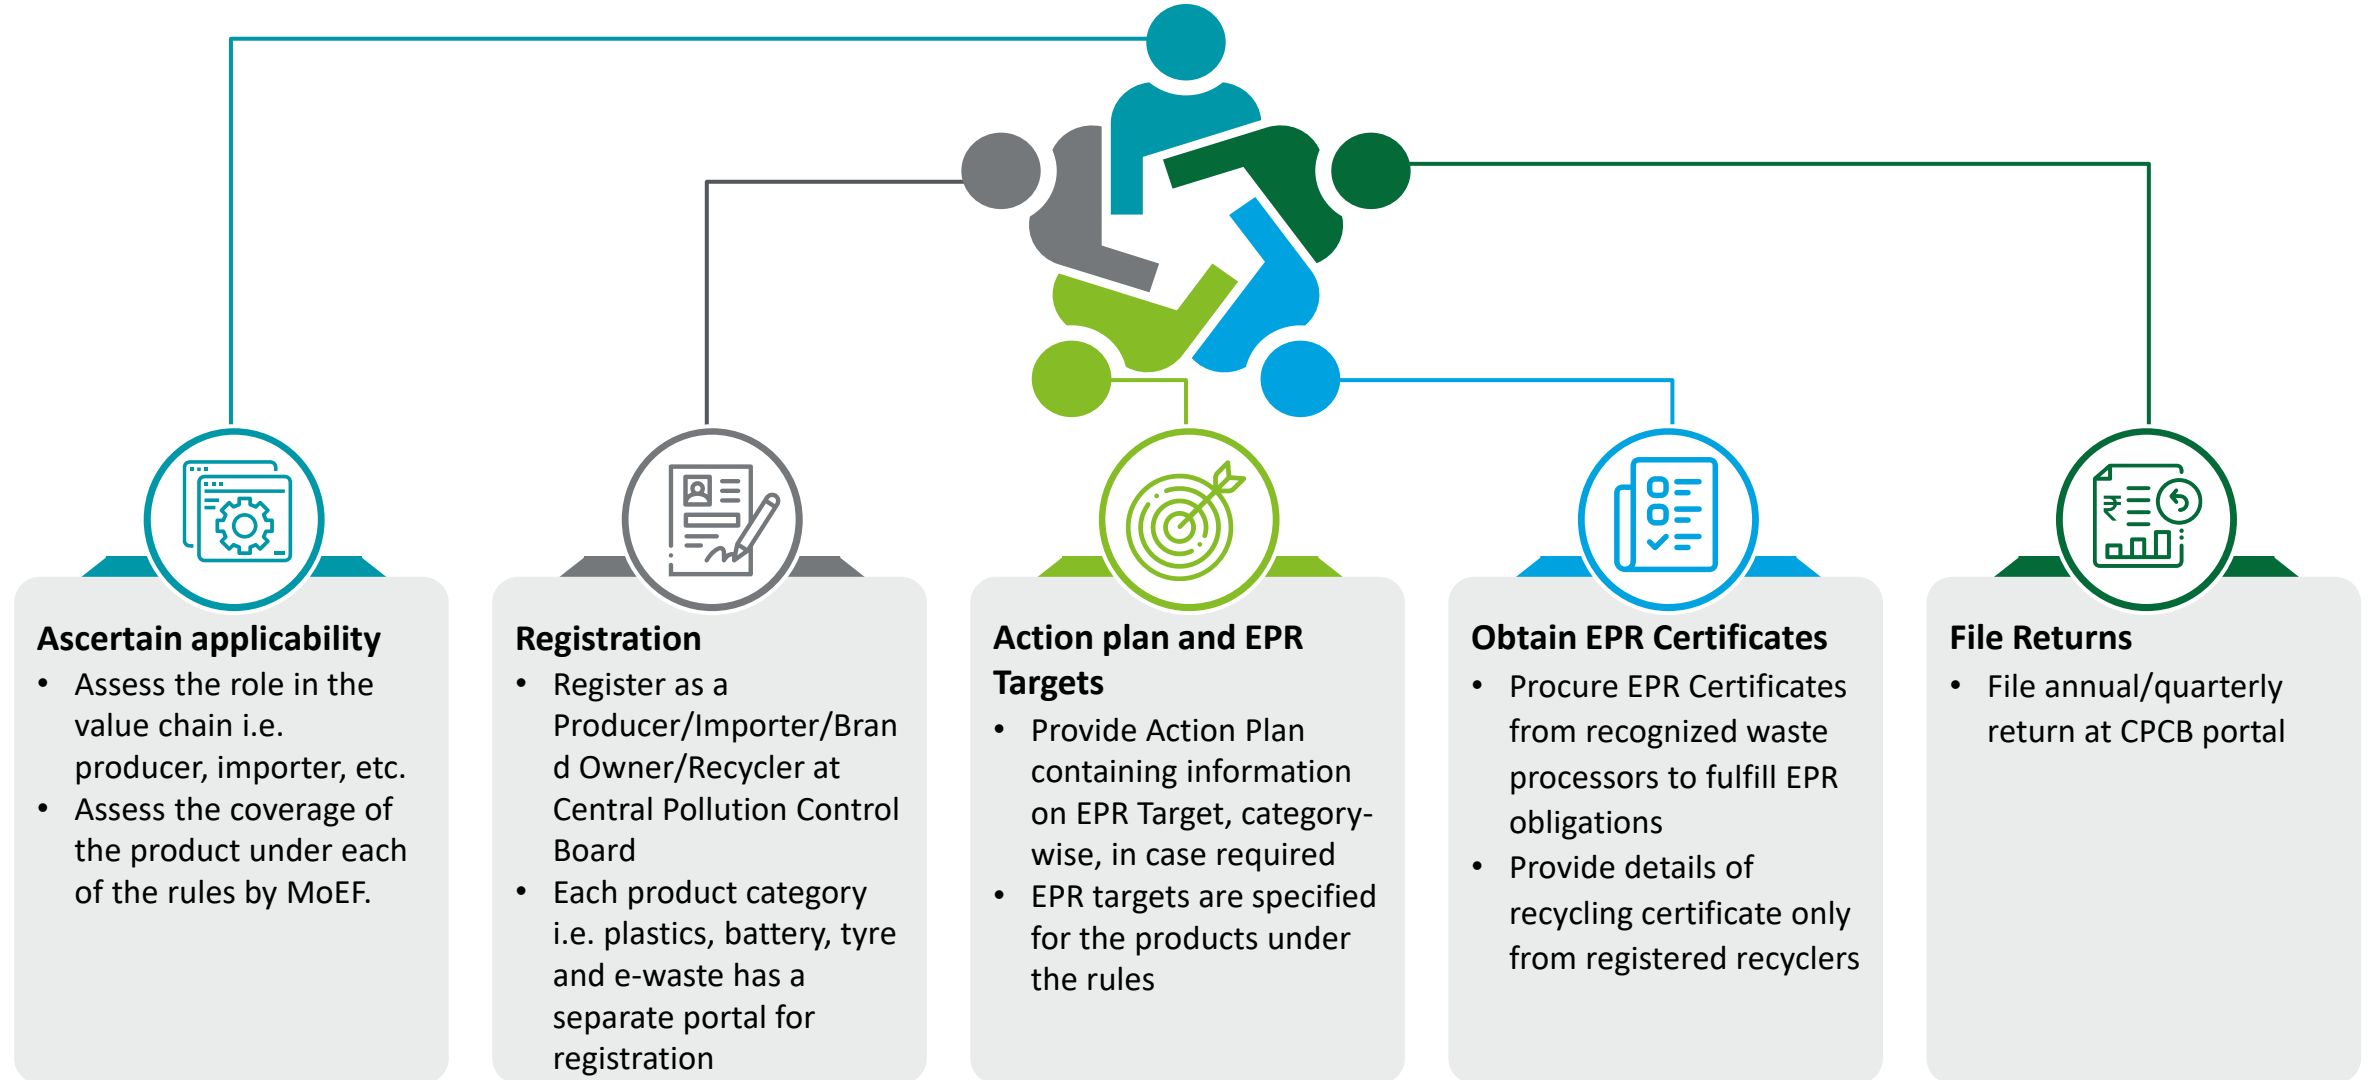 Ascertain applicability
• Assess the role in the
value chain i.e.
producer, importer, etc.
• Assess the coverage of
the product under each
of the rules by MoEF.
Registration
• Register as a
Producer/Importer/Bran
d Owner/Recycler at
Central Pollution Control
Board
• Each product category
i.e. plastics, battery, tyre
and e-waste has a
separate portal for
registration
Action plan and EPR
Targets
• Provide Action Plan
containing information
on EPR Target, category-
wise, in case required
• EPR targets are specified
for the products under
the rules
Obtain EPR Certificates
• Procure EPR Certificates
from recognized waste
processors to fulfill EPR
obligations
• Provide details of
recycling certificate only
from registered recyclers
₹
File Returns
• File annual/quarterly
return at CPCB portal